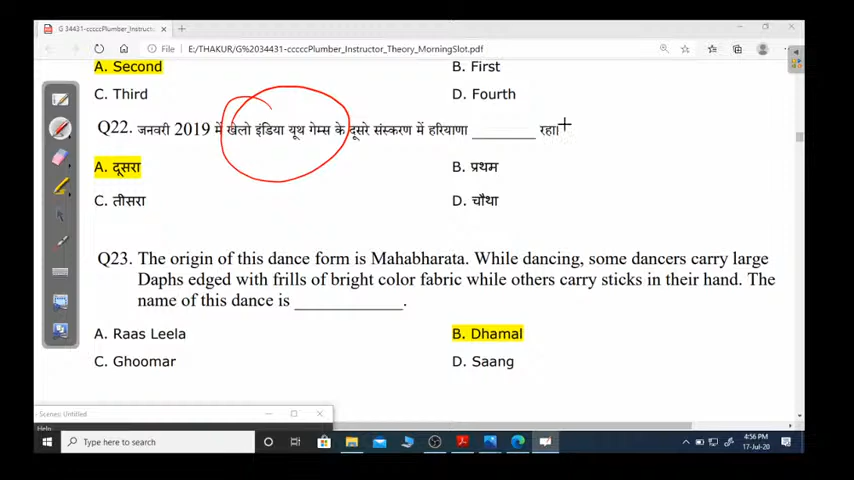 G 34431-cccccPlumber_Instructor_T
File
E:/THAKUR/G%2034431-cccccPlumber_Instructor_Theory_MorningSlot.pdf
A. Second
B. First
C. Third
D. Fourth
Q22. जनवरी 2019 में खेलो इंडिया यूथ गेम्स के दूसरे संस्करण में हरियाणा ________ रहा।
A. दूसरा
B. प्रथम
C. तीसरा
D. चौथा
Q23. The origin of this dance form is Mahabharata. While dancing, some dancers carry large
Daphs edged with frills of bright color fabric while others carry sticks in their hand. The
name of this dance is ____________.
A. Raas Leela
B. Dhamal
C. Ghoomar
D. Saang
Scenes: Untitled
Help
Type here to search
4:56 PM
17-Jul-20